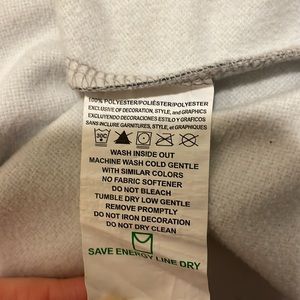 100% POLYESTER/POLIÉSTER/POLYESTER
EXCLUSIVE OF DECORATION, STYLE, and GRAPHICS
EXCLUYENDO DECORACIONES ESTILO Y GRAFICOS
SANS INCLURE GARNITURES, STYLE, et GRAPHIQUES
30C
WASH INSIDE OUT
MACHINE WASH COLD GENTLE
WITH SIMILAR COLORS
NO FABRIC SOFTENER
DO NOT BLEACH
TUMBLE DRY LOW GENTLE
REMOVE PROMPTLY
DO NOT IRON DECORATION
DO NOT DRY CLEAN
SAVE ENERGY LINE DRY